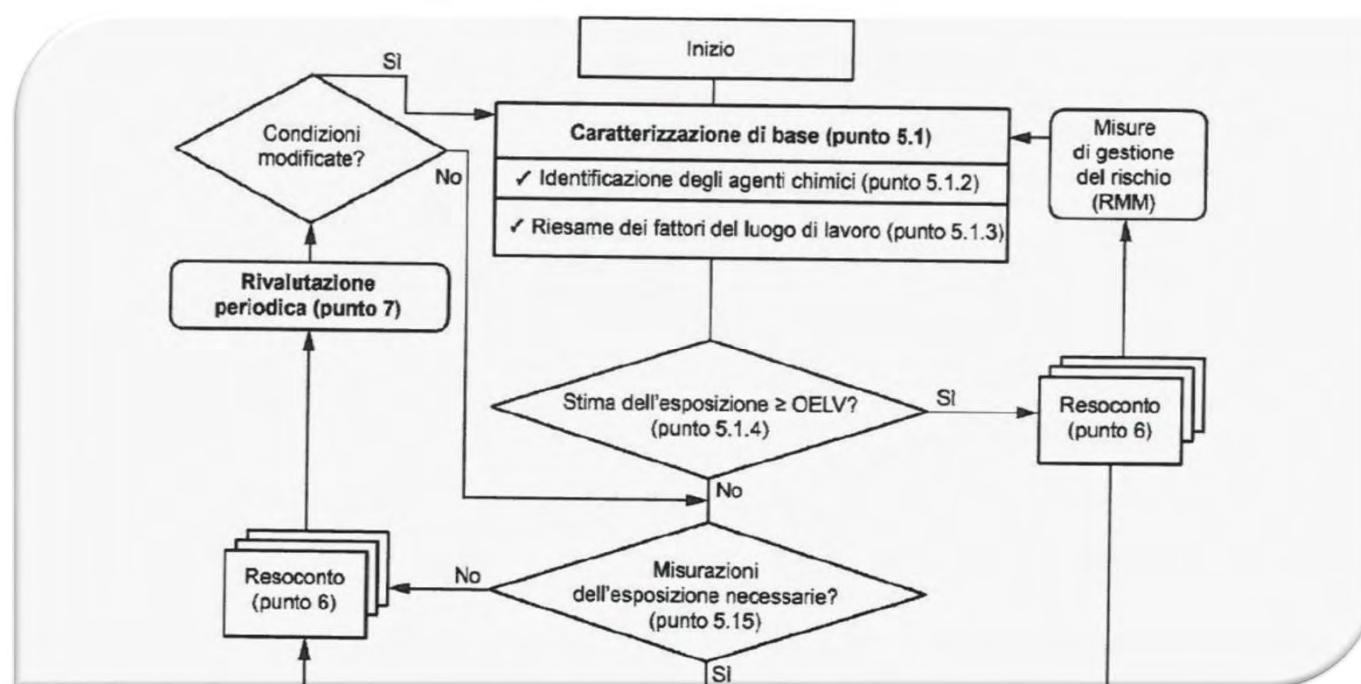 Inizio
Sì
Condizioni
modificate?
No
Caratterizzazione di base (punto 5.1)
✓ Identificazione degli agenti chimici (punto 5.1.2)
✓ Riesame dei fattori del luogo di lavoro (punto 5.1.3)
Misure
di gestione
del rischio
(RMM)
Rivalutazione
periodica (punto 7)
Stima dell'esposizione ≥ OELV?
(punto 5.1.4)
Sì
Resoconto
(punto 6)
No
Misurazioni
dell'esposizione necessarie?
(punto 5.15)
No
Resoconto
(punto 6)
Sì